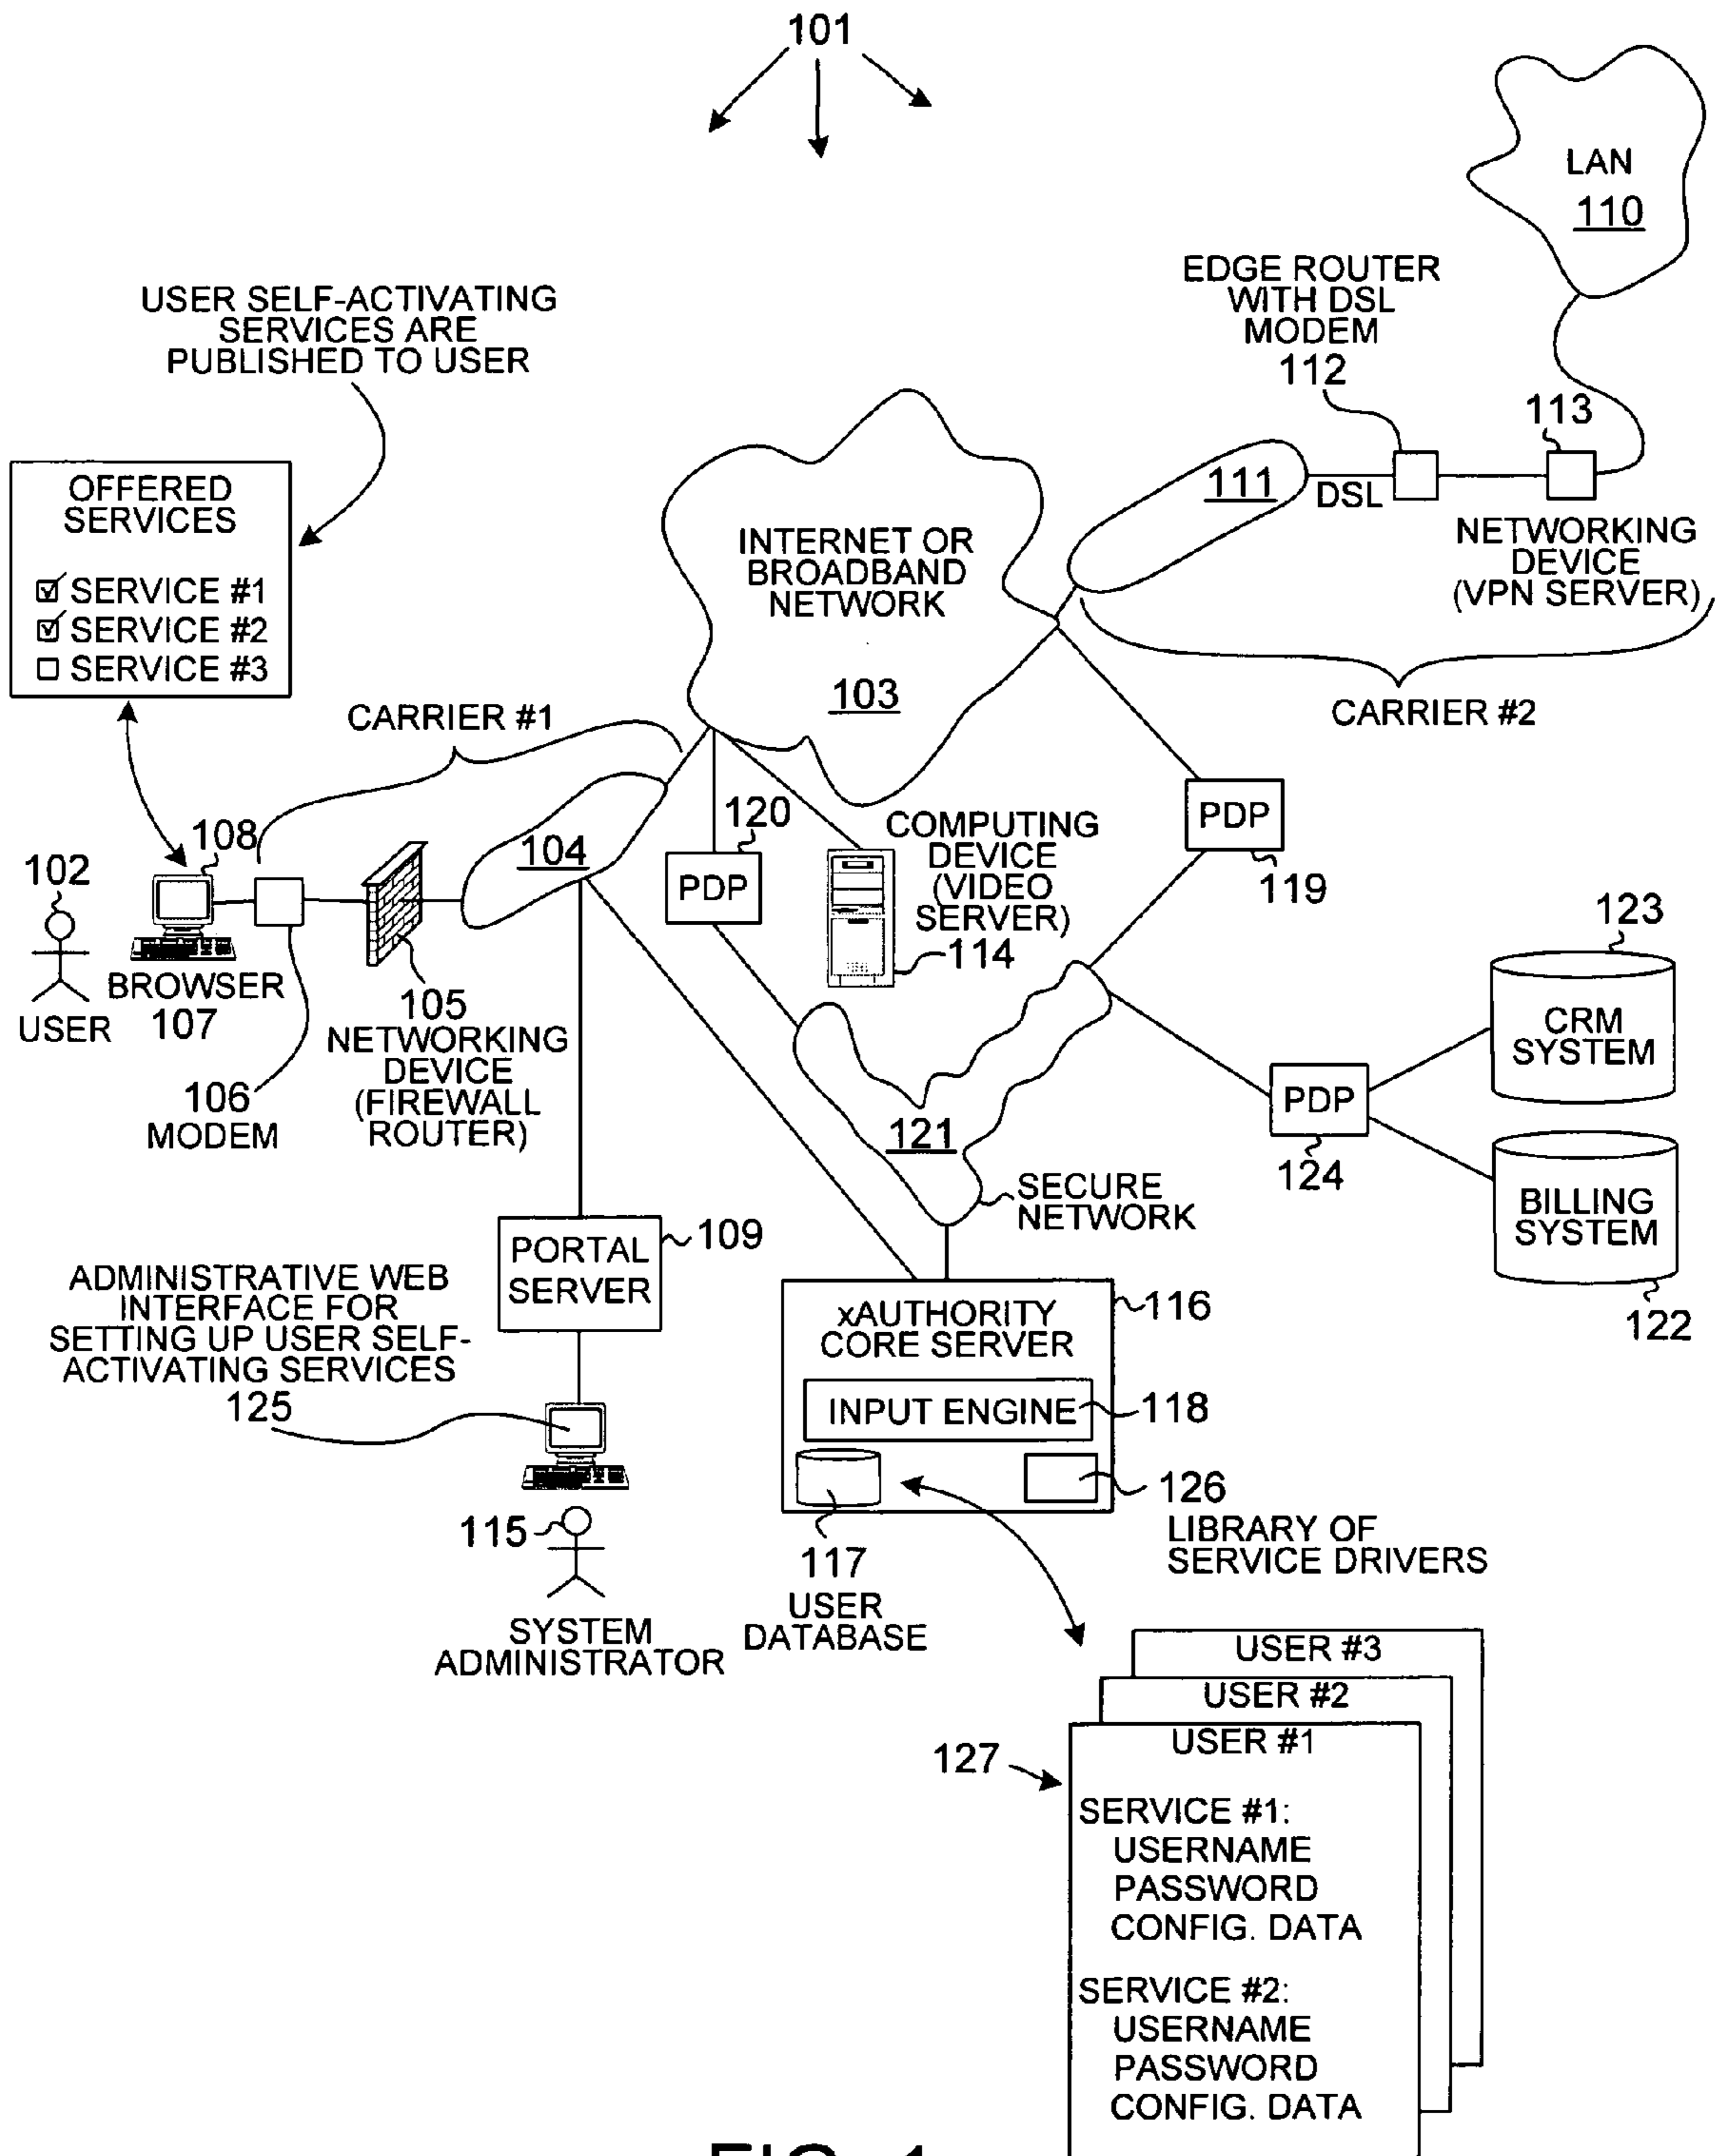 101
LAN
110
EDGE ROUTER
WITH DSL
MODEM
112
113
USER SELF-ACTIVATING
SERVICES ARE
PUBLISHED TO USER
OFFERED
SERVICES
SERVICE #1
SERVICE #2
SERVICE #3
INTERNET OR
BROADBAND
NETWORK
103
111
DSL
NETWORKING
DEVICE
(VPN SERVER)
CARRIER #1
CARRIER #2
108
102
USER
BROWSER
107
106
MODEM
105
NETWORKING
DEVICE
(FIREWALL
ROUTER)
104
120
PDP
COMPUTING
DEVICE
(VIDEO
SERVER)
114
PDP
119
123
CRM
SYSTEM
PDP
124
BILLING
SYSTEM
122
121
SECURE
NETWORK
PORTAL
SERVER
109
ADMINISTRATIVE WEB
INTERFACE FOR
SETTING UP USER SELF-
ACTIVATING SERVICES
125
115
SYSTEM
ADMINISTRATOR
xAUTHORITY
CORE SERVER
116
INPUT ENGINE
118
117
USER
DATABASE
126
LIBRARY OF
SERVICE DRIVERS
USER #3
USER #2
USER #1
127
SERVICE #1:
USERNAME
PASSWORD
CONFIG. DATA
SERVICE #2:
USERNAME
PASSWORD
CONFIG. DATA
FIG. 1